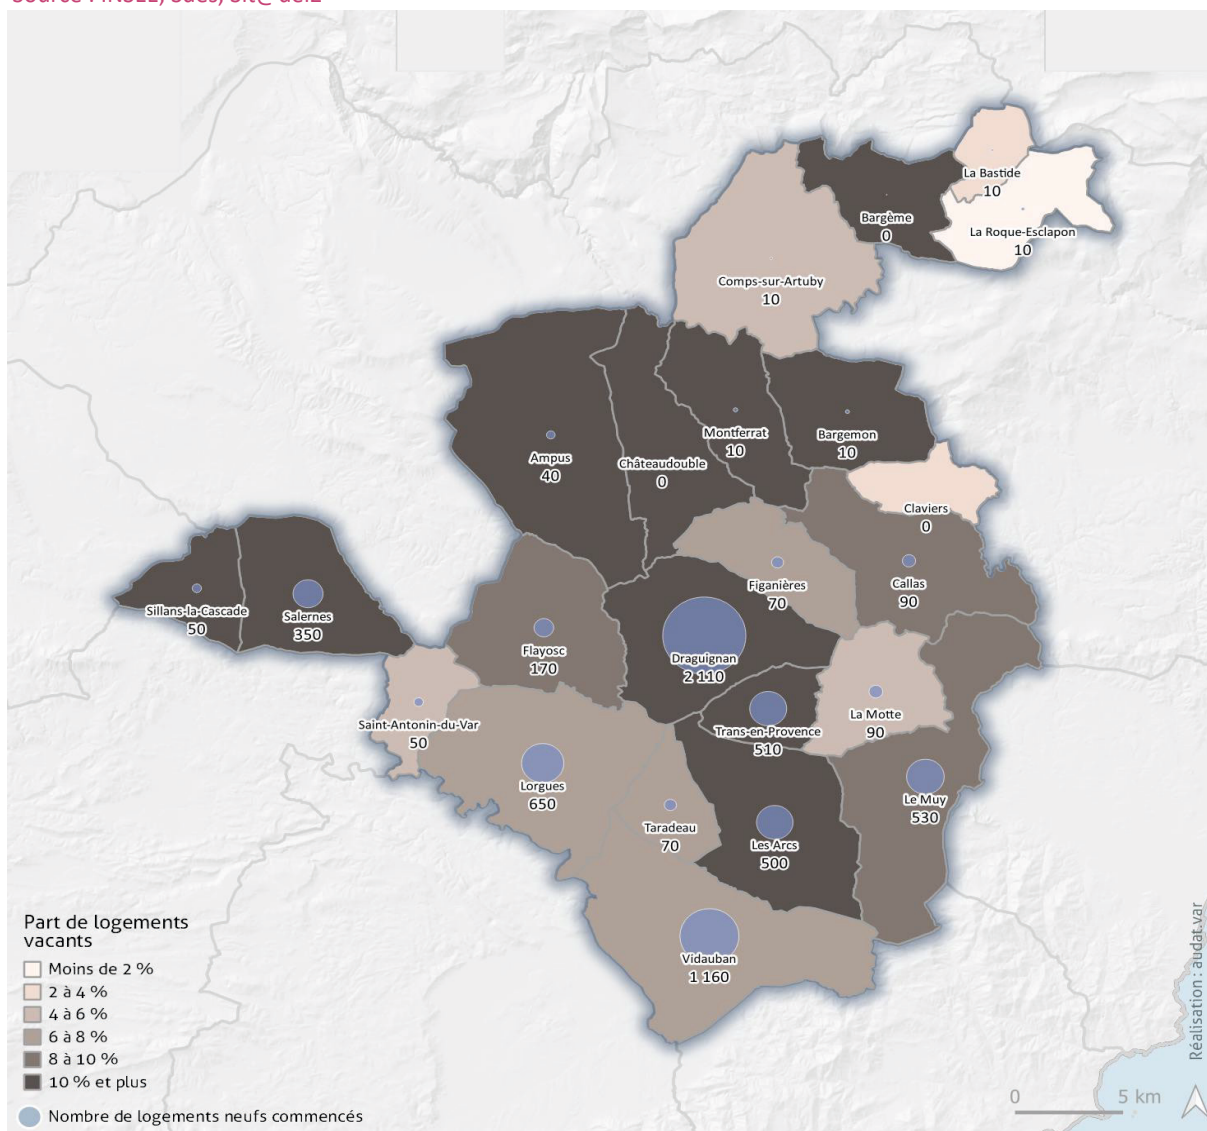 La Bastide
10
Bargème
0
La Roque-Esclapon
10
Comps-sur-Artuby
10
Montferrat
10
Bargemon
10
Ampus
40
Châteaudouble
0
Claviers
0
Figanières
70
Callas
90
Sillans-la-Cascade
50
Salernes
350
Flayosc
170
Draguignan
2 110
La Motte
90
Saint-Antonin-du-Var
50
Trans-en-Provence
510
Lorgues
650
Le Muy
530
Taradeau
70
Les Arcs
500
Vidauban
1 160
Part de logements
vacants
Moins de 2 %
2 à 4 %
4 à 6 %
6 à 8 %
8 à 10 %
10 % et plus
Nombre de logements neufs commencés
0 5 km
Réalisation : audat.var